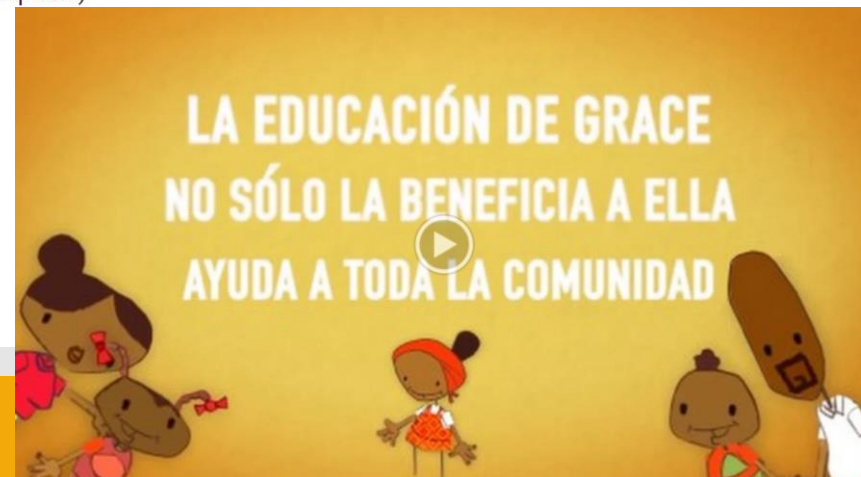 LA EDUCACIÓN DE GRACE
NO SÓLO LA BENEFICIA A ELLA
AYUDA A TODA LA COMUNIDAD